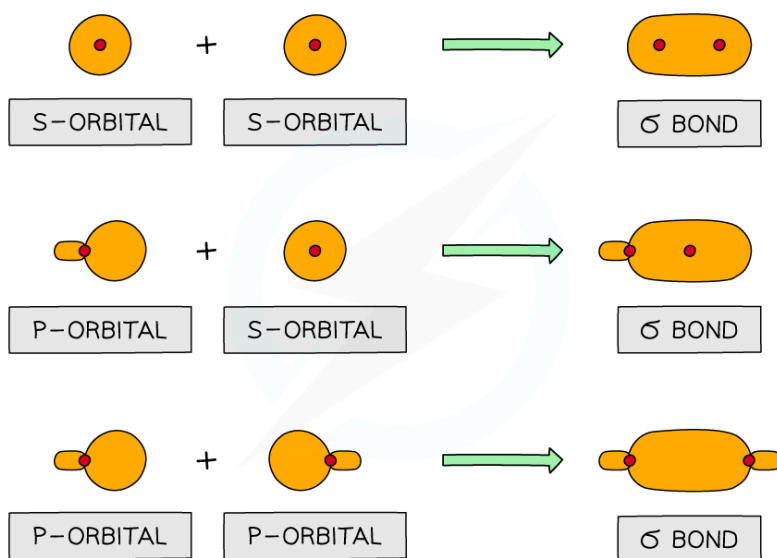 +
S-ORBITAL S-ORBITAL σ BOND
+
P-ORBITAL S-ORBITAL σ BOND
+
P-ORBITAL P-ORBITAL σ BOND